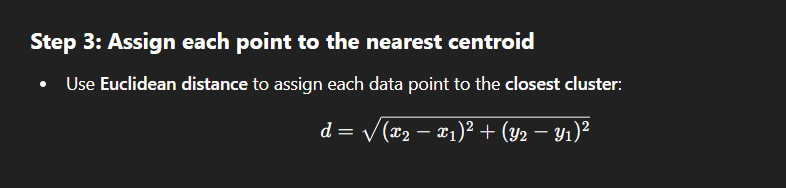 Step 3: Assign each point to the nearest centroid
• Use Euclidean distance to assign each data point to the closest cluster:
d = √(x₂ − x₁)² + (y₂ − y₁)²